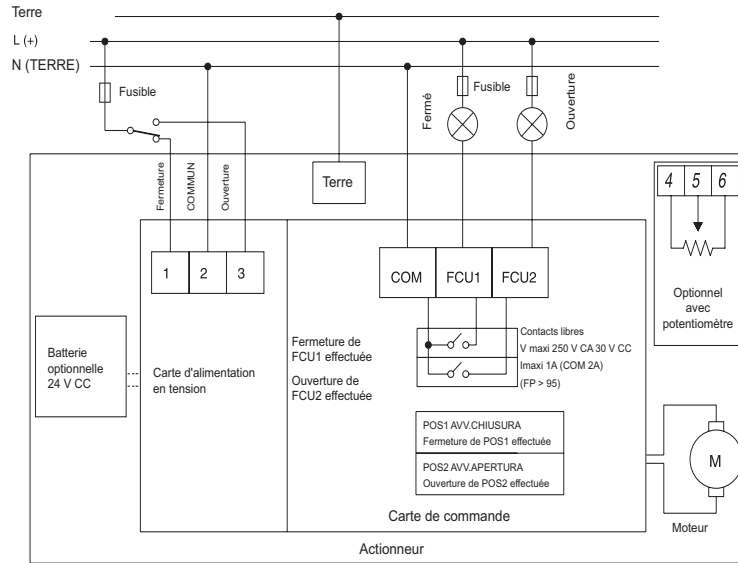 Terre
L (+)
N (TERRE)
Fusible
Fermeture
COMMUN
Ouverture
Fermé
Fusible
Ouverture
Terre
4 5 6
Optionnel
avec
potentiomètre
1 2 3
COM FCU1 FCU2
Batterie
optionnelle
24 V CC
Carte d'alimentation
en tension
Fermeture de
FCU1 effectuée
Ouverture de
FCU2 effectuée
Contacts libres
V maxi 250 V CA 30 V CC
Imaxi 1A (COM 2A)
(FP > 95)
POS1 AVV.CHIUSURA
Fermeture de POS1 effectuée
POS2 AVV.APERTURA
Ouverture de POS2 effectuée
M
Moteur
Carte de commande
Actionneur